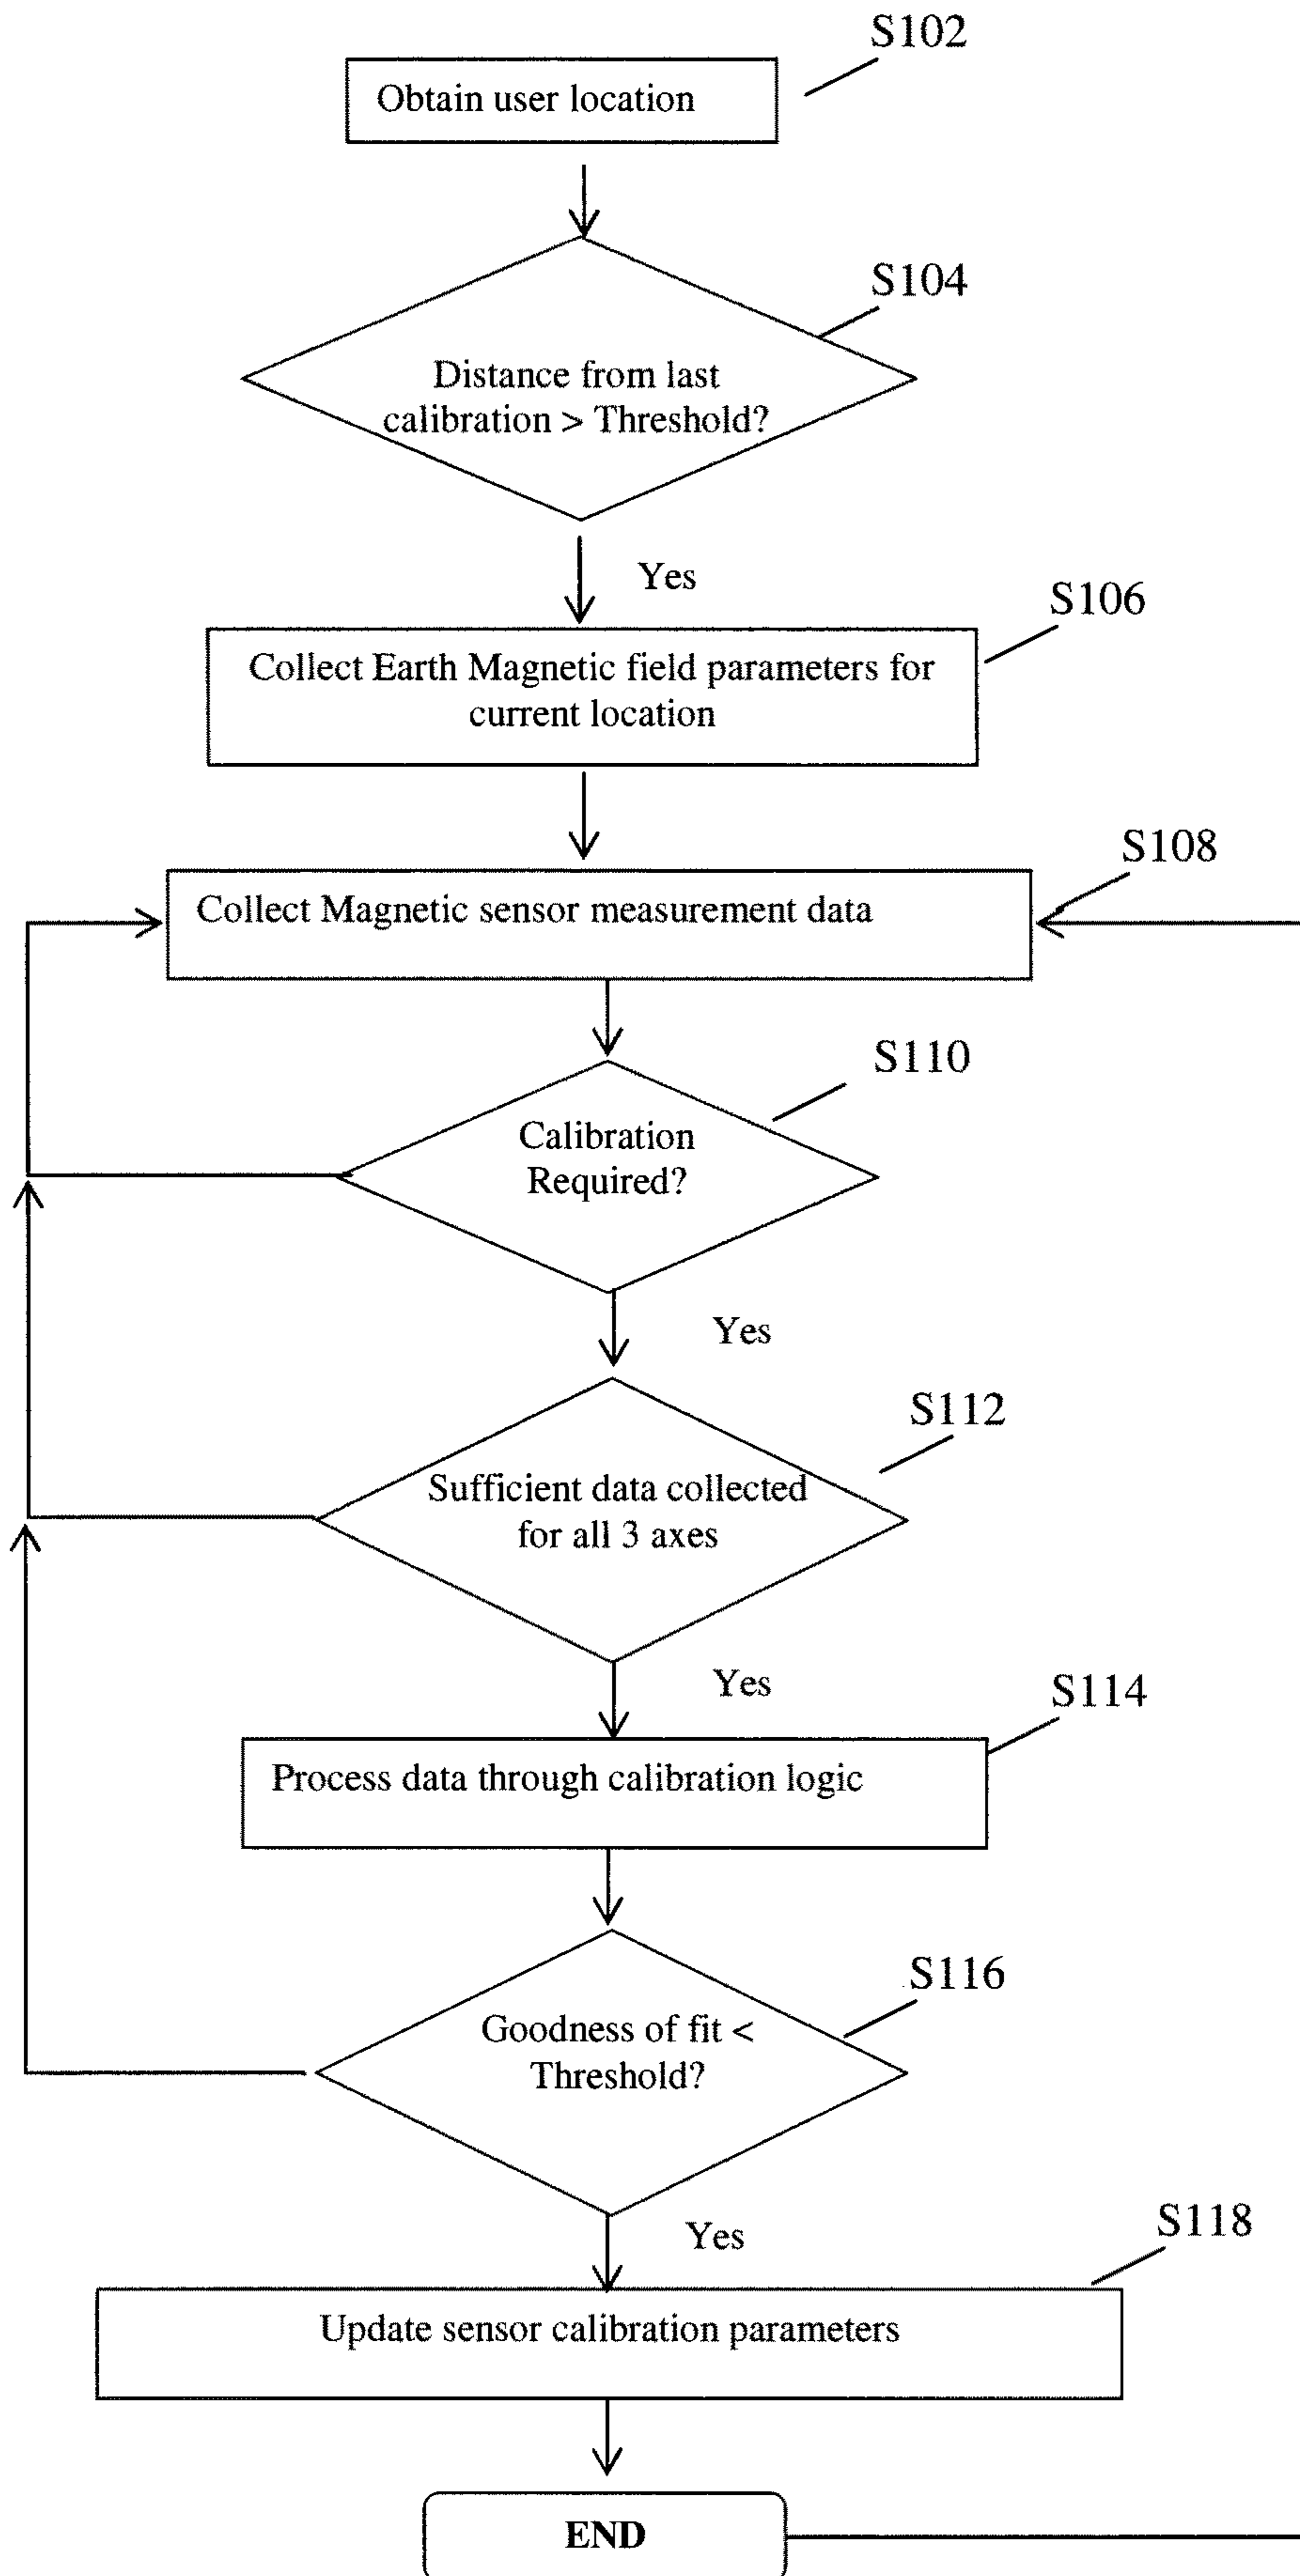 S102
Obtain user location
S104
Distance from last
calibration > Threshold?
Yes
S106
Collect Earth Magnetic field parameters for
current location
S108
Collect Magnetic sensor measurement data
S110
Calibration
Required?
Yes
S112
Sufficient data collected
for all 3 axes
Yes
S114
Process data through calibration logic
S116
Goodness of fit <
Threshold?
Yes
S118
Update sensor calibration parameters
END